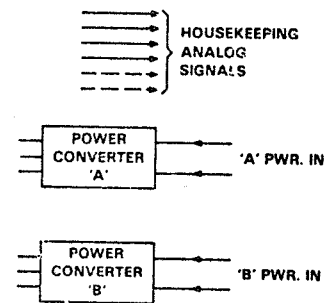 HOUSEKEEPING
ANALOG
SIGNALS
POWER
CONVERTER
'A'
'A' PWR. IN
POWER
CONVERTER
'B'
'B' PWR. IN